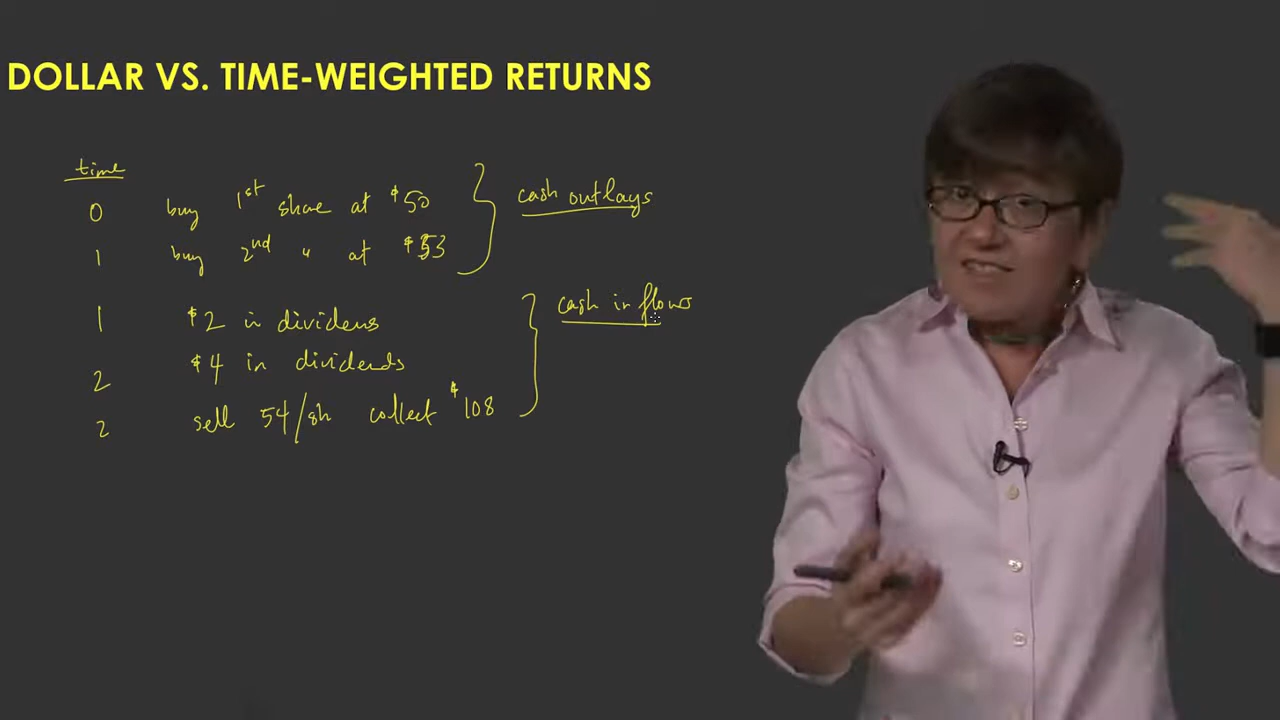 DOLLAR VS. TIME-WEIGHTED RETURNS
time
0 buy 1st share at $50
1 buy 2nd " at $53
cash outlays
1 $2 in dividens
2 $4 in dividends
2 sell 54/sh collect $108
cash inflows